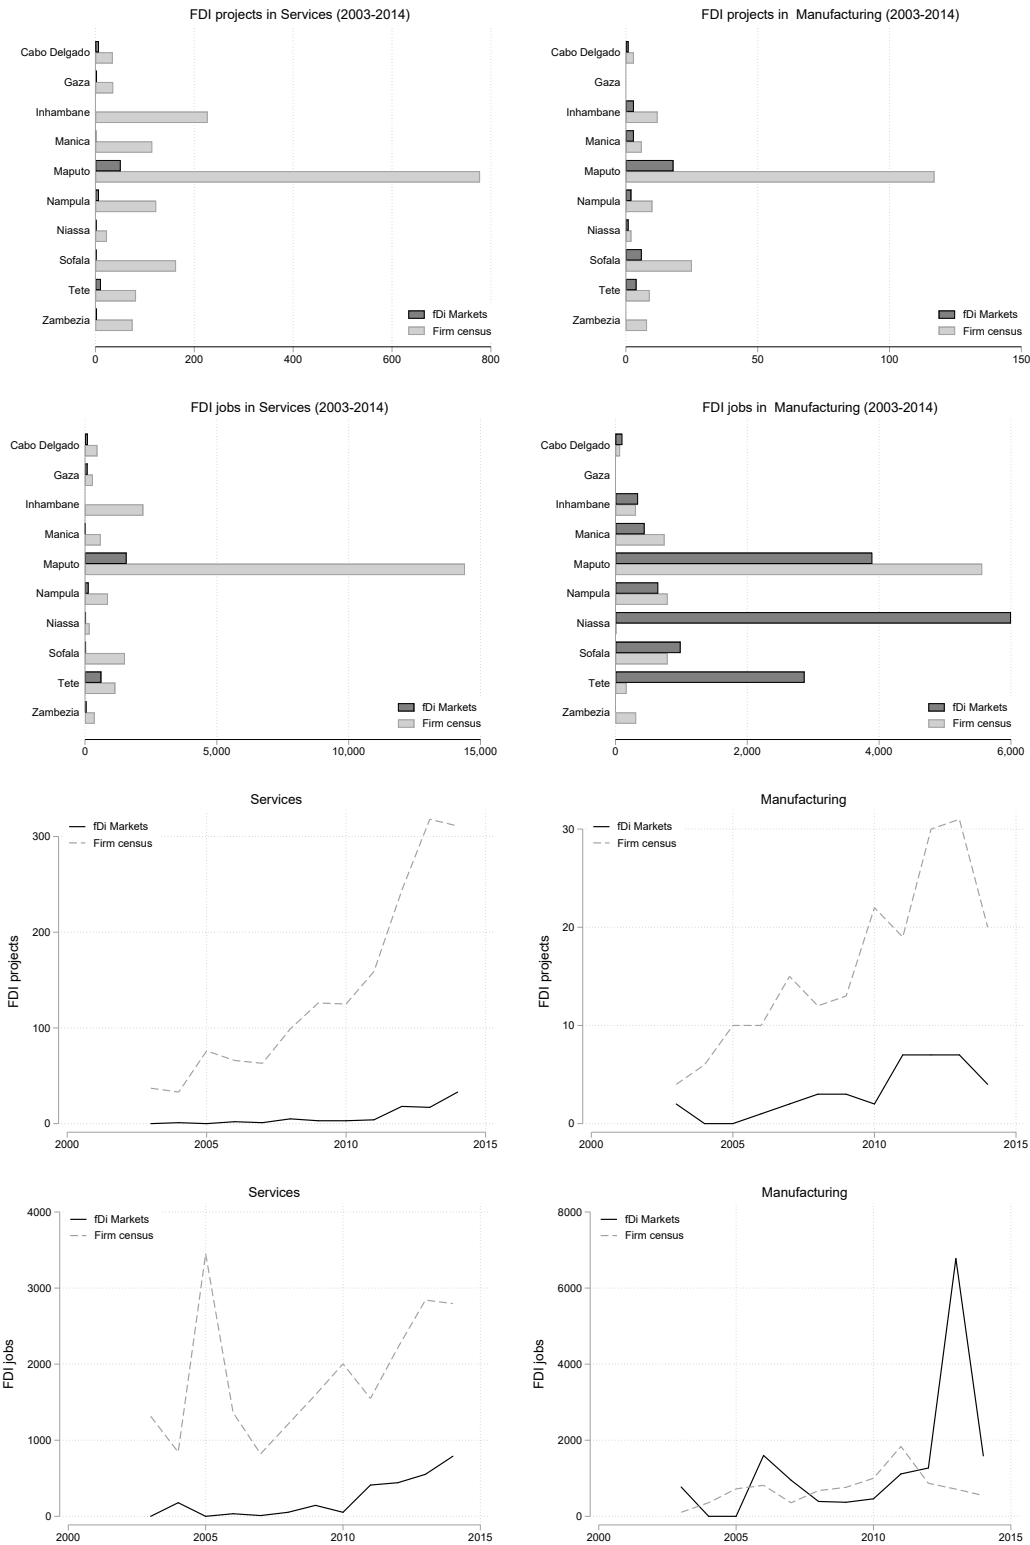 FDI projects in Services (2003-2014)
Cabo Delgado
Gaza
Inhambane
Manica
Maputo
Nampula
Niassa
Sofala
Tete
Zambezia
fDi Markets
Firm census
0 200 400 600 800
FDI projects in Manufacturing (2003-2014)
Cabo Delgado
Gaza
Inhambane
Manica
Maputo
Nampula
Niassa
Sofala
Tete
Zambezia
fDi Markets
Firm census
0 50 100 150
FDI jobs in Services (2003-2014)
Cabo Delgado
Gaza
Inhambane
Manica
Maputo
Nampula
Niassa
Sofala
Tete
Zambezia
fDi Markets
Firm census
0 5,000 10,000 15,000
FDI jobs in Manufacturing (2003-2014)
Cabo Delgado
Gaza
Inhambane
Manica
Maputo
Nampula
Niassa
Sofala
Tete
Zambezia
fDi Markets
Firm census
0 2,000 4,000 6,000
Services
fDi Markets
Firm census
FDI projects
300
200
100
0
2000 2005 2010 2015
Manufacturing
fDi Markets
Firm census
FDI projects
30
20
10
0
2000 2005 2010 2015
Services
fDi Markets
Firm census
FDI jobs
4000
3000
2000
1000
0
2000 2005 2010 2015
Manufacturing
fDi Markets
Firm census
FDI jobs
8000
6000
4000
2000
0
2000 2005 2010 2015